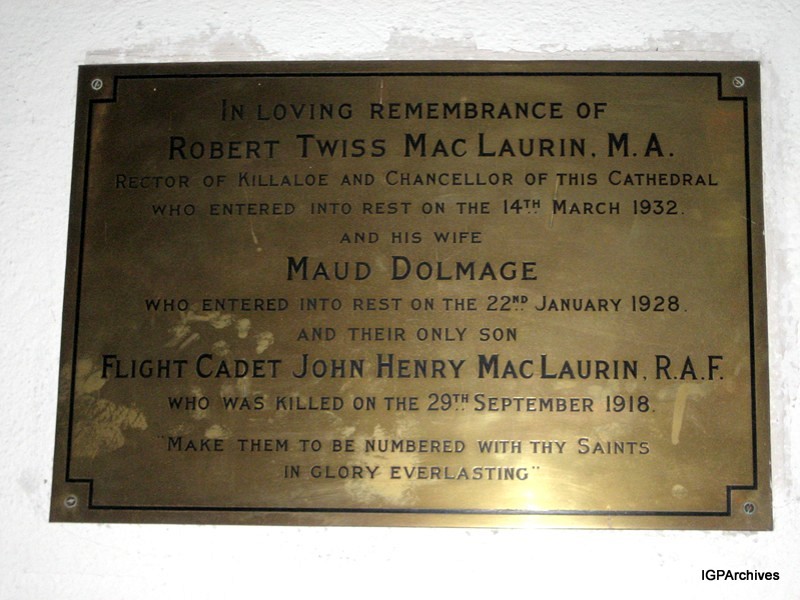 In loving remembrance of
Robert Twiss Mac Laurin, M.A.
Rector of Killaloe and Chancellor of this Cathedral
who entered into rest on the 14th March 1932.
and his wife
Maud Dolmage
who entered into rest on the 22nd January 1928.
and their only son
Flight Cadet John Henry Mac Laurin, R.A.F.
who was killed on the 29th September 1918.
"Make them to be numbered with thy Saints
in glory everlasting"
IGPArchives